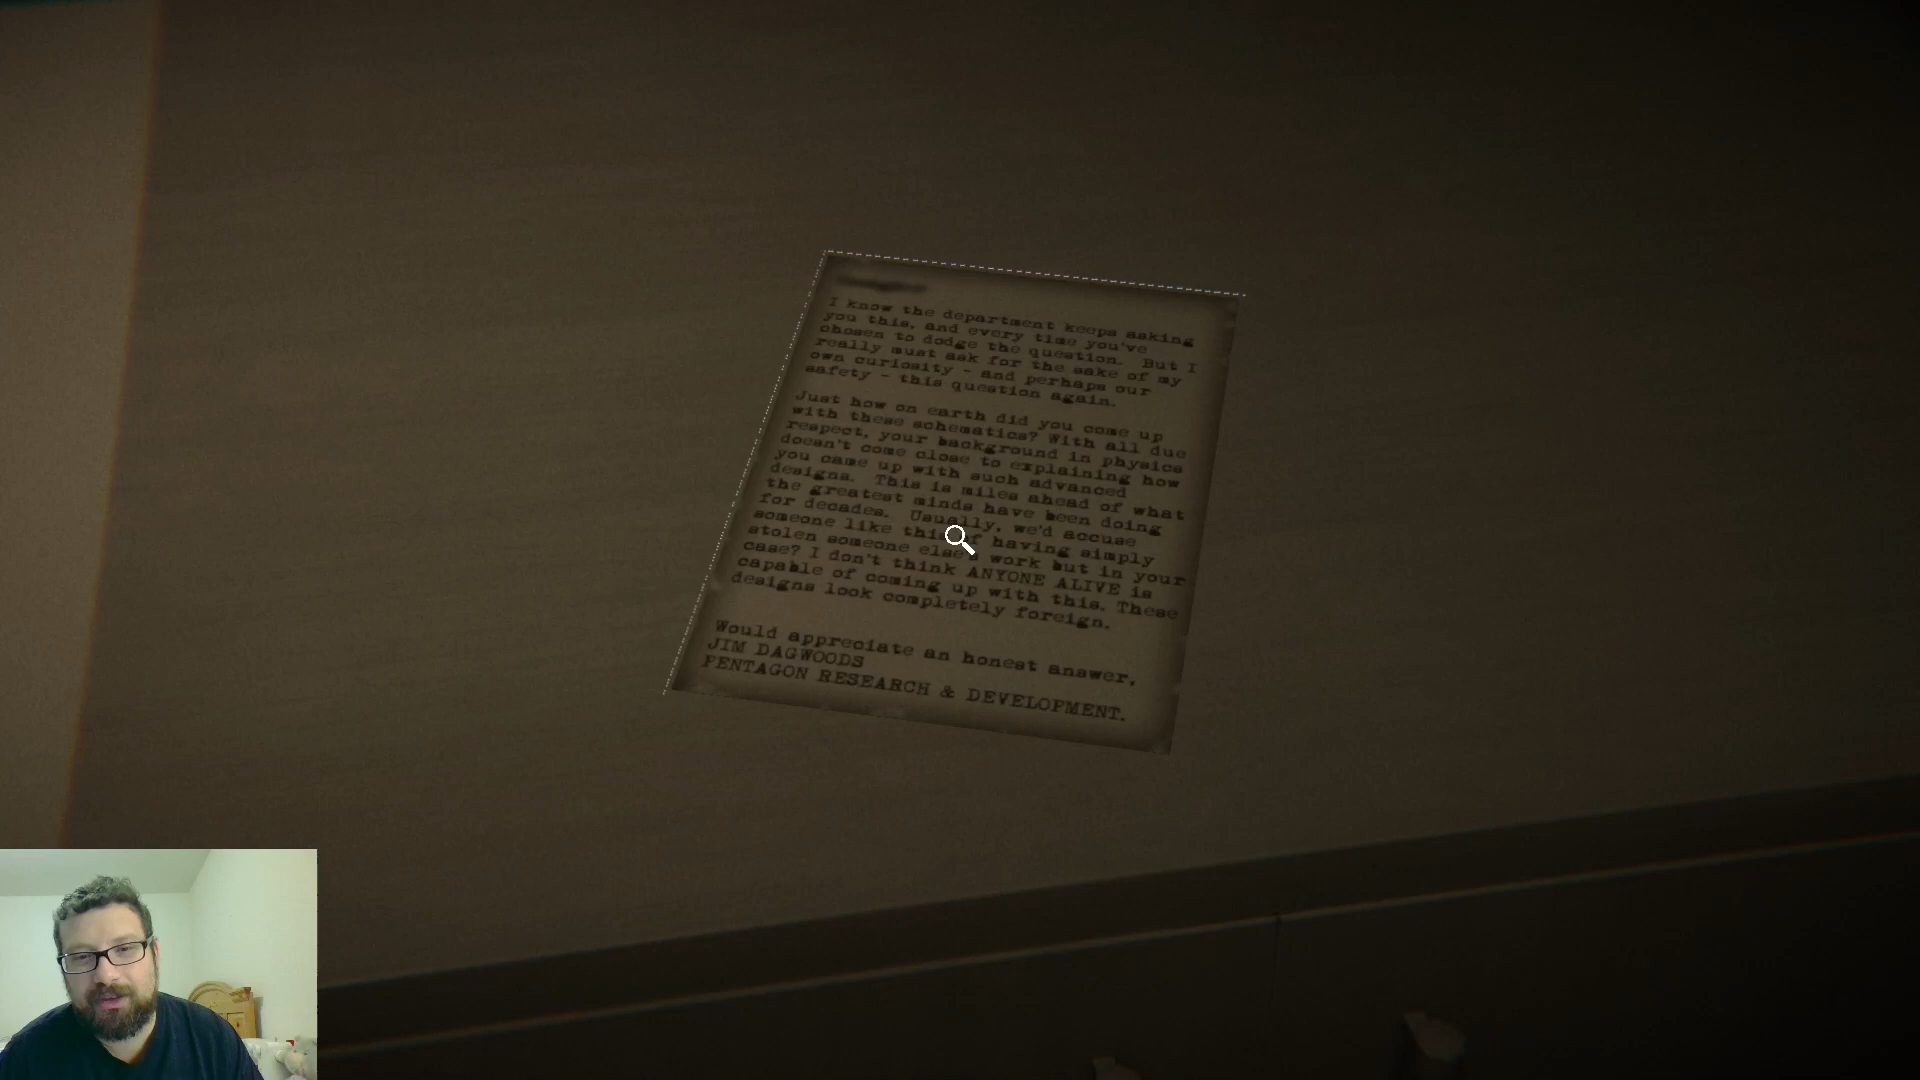 I know the department keeps asking
you this, and every time you've
chosen to dodge the question. But I
really must ask for the sake of my
own curiosity - and perhaps our
safety - this question again.
Just how on earth did you come up
with these schematics? With all due
respect, your background in physics
doesn't come close to explaining how
you came up with such advanced
designs. This is miles ahead of what
the greatest minds have been doing
for decades. Usually, we'd accuse
someone like this of having simply
stolen someone else's work but in your
case? I don't think ANYONE ALIVE is
capable of coming up with this. These
designs look completely foreign.
Would appreciate an honest answer,
JIM DAGWOODS
PENTAGON RESEARCH & DEVELOPMENT.